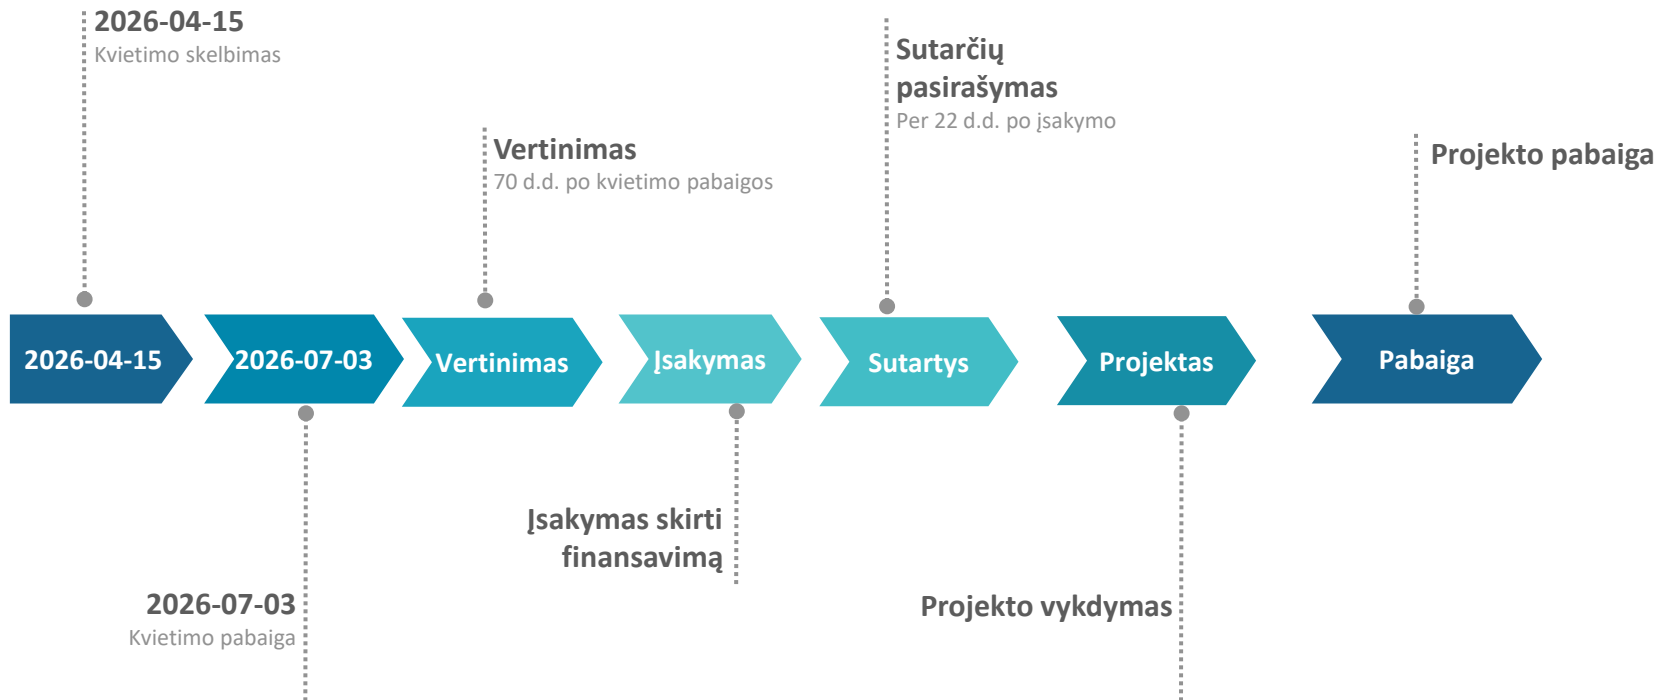 2026-04-15
Kvietimo skelbimas
Sutarčių
pasirašymas
Per 22 d.d. po įsakymo
Vertinimas
70 d.d. po kvietimo pabaigos
Projekto pabaiga
2026-04-15
2026-07-03
Vertinimas
Įsakymas
Sutartys
Projektas
Pabaiga
Įsakymas skirti
finansavimą
2026-07-03
Kvietimo pabaiga
Projekto vykdymas